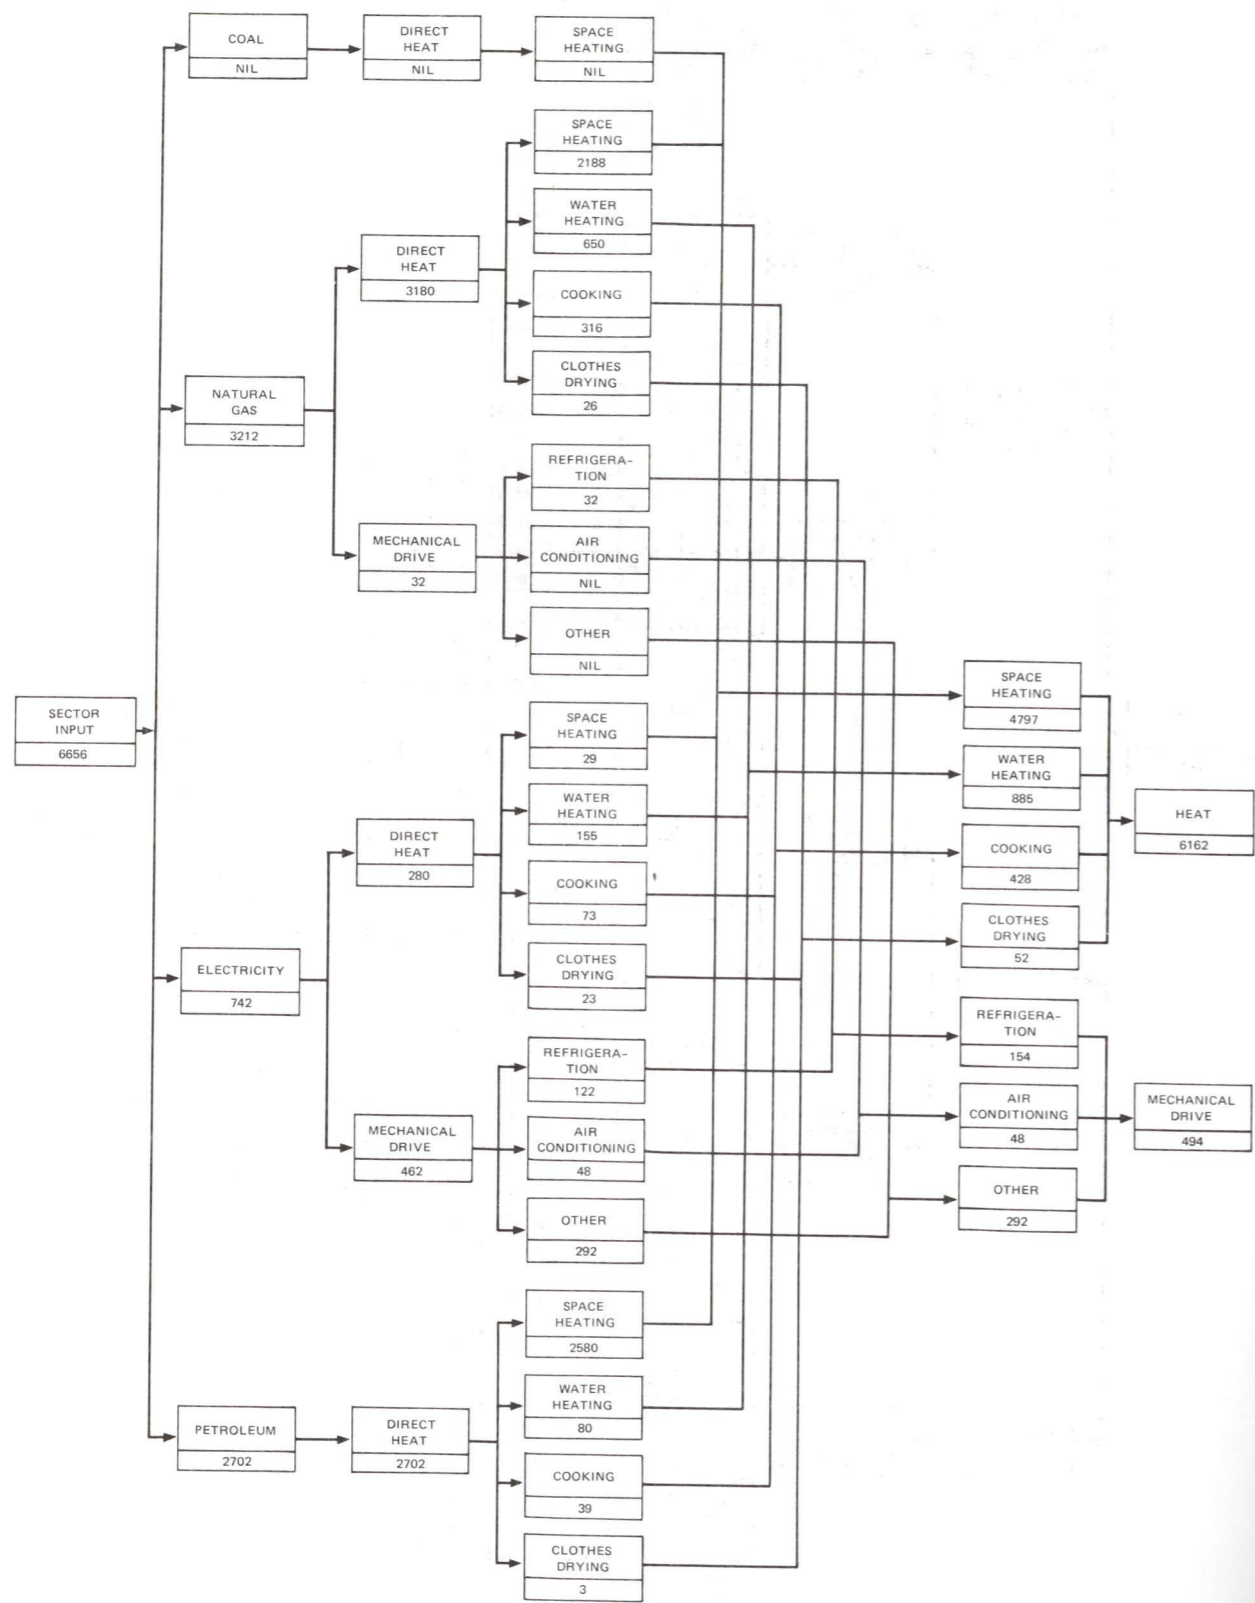 COAL
NIL
DIRECT
HEAT
NIL
SPACE
HEATING
NIL
SPACE
HEATING
2188
WATER
HEATING
650
DIRECT
HEAT
3180
COOKING
316
CLOTHES
DRYING
26
NATURAL
GAS
3212
REFRIGERA-
TION
32
MECHANICAL
DRIVE
32
AIR
CONDITIONING
NIL
OTHER
NIL
SECTOR
INPUT
6656
SPACE
HEATING
29
WATER
HEATING
155
DIRECT
HEAT
280
COOKING
73
CLOTHES
DRYING
23
ELECTRICITY
742
REFRIGERA-
TION
122
MECHANICAL
DRIVE
462
AIR
CONDITIONING
48
OTHER
292
SPACE
HEATING
2580
WATER
HEATING
80
PETROLEUM
2702
DIRECT
HEAT
2702
COOKING
39
CLOTHES
DRYING
3
SPACE
HEATING
4797
WATER
HEATING
885
COOKING
428
CLOTHES
DRYING
52
HEAT
6162
REFRIGERA-
TION
154
AIR
CONDITIONING
48
OTHER
292
MECHANICAL
DRIVE
494